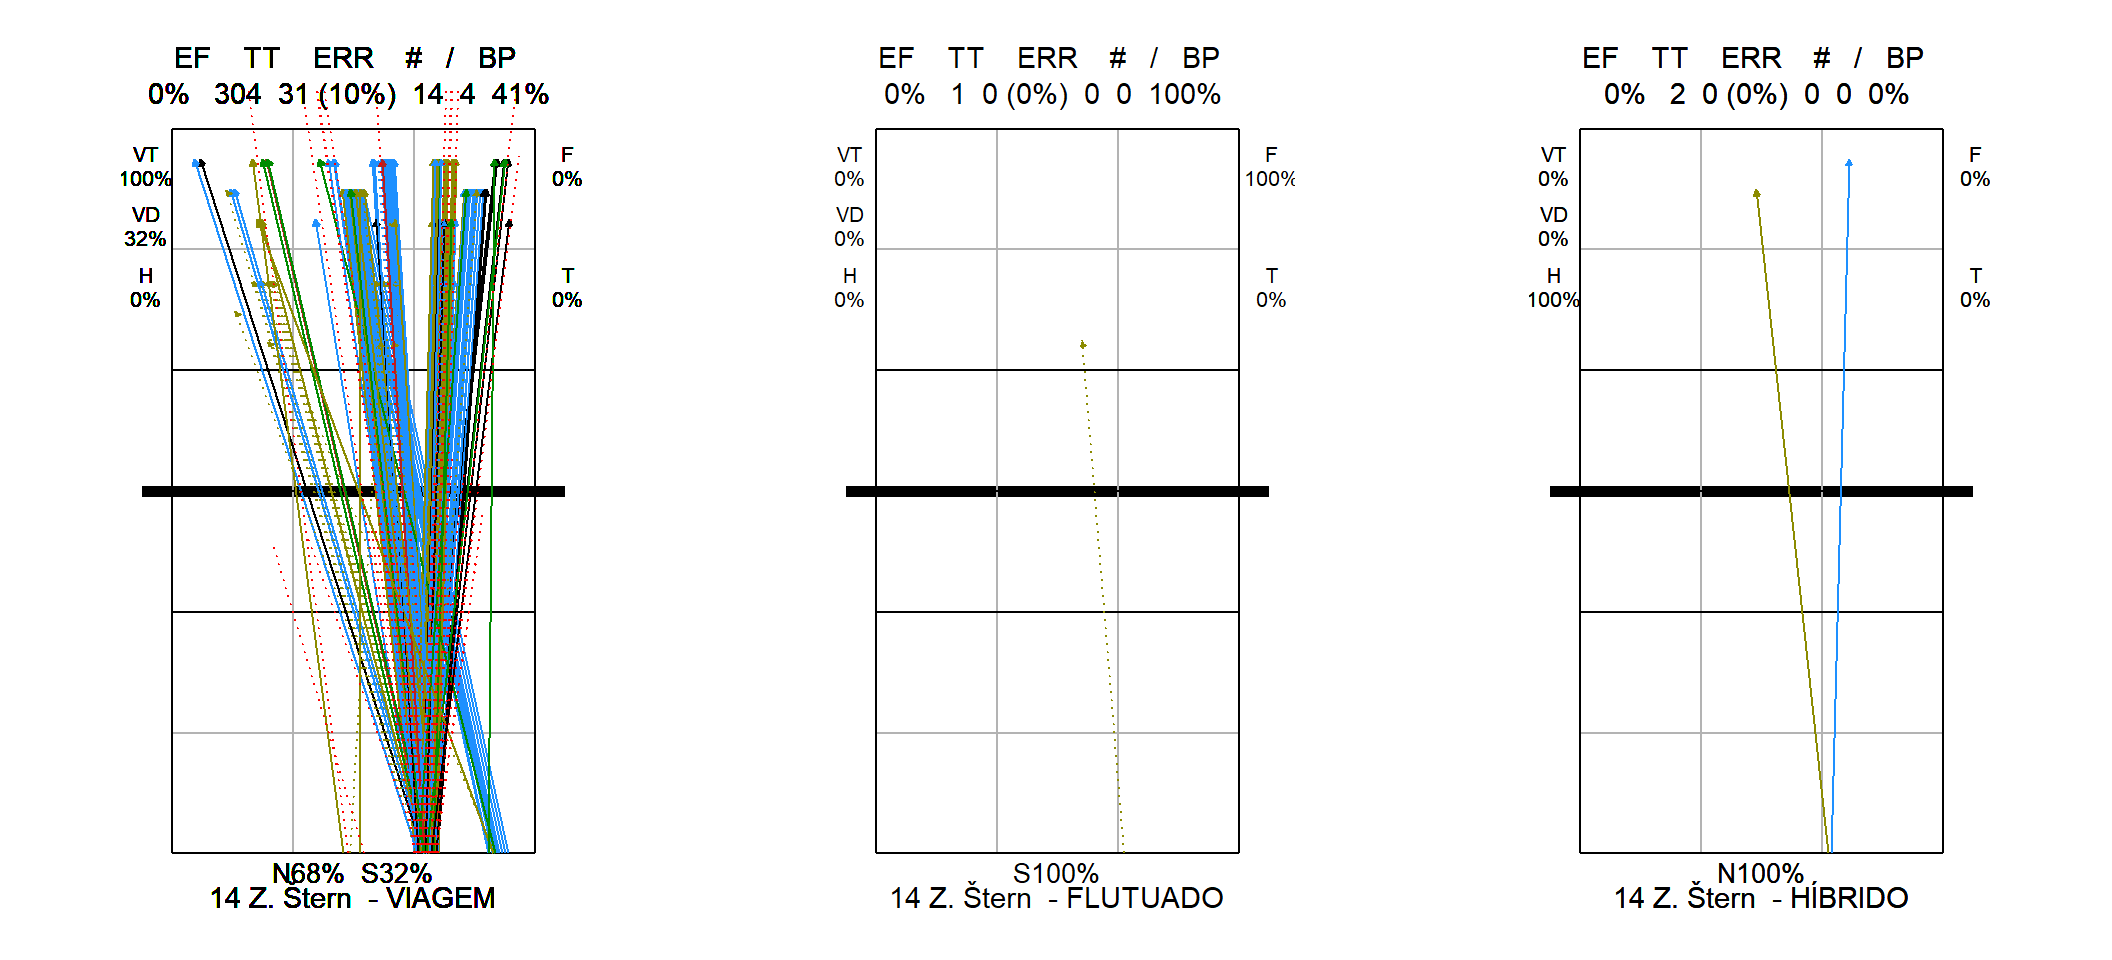 EF TT ERR # / BP
0% 304 31 (10%) 14 4 41%
VT
100%
VD
32%
H
0%
F
0%
T
0%
N68% S32%
14 Z. Štern - VIAGEM
EF TT ERR # / BP
0% 1 0 (0%) 0 0 100%
VT
0%
VD
0%
H
0%
F
100%
T
0%
S100%
14 Z. Štern - FLUTUADO
EF TT ERR # / BP
0% 2 0 (0%) 0 0 0%
VT
0%
VD
0%
H
100%
F
0%
T
0%
N100%
14 Z. Štern - HÍBRIDO